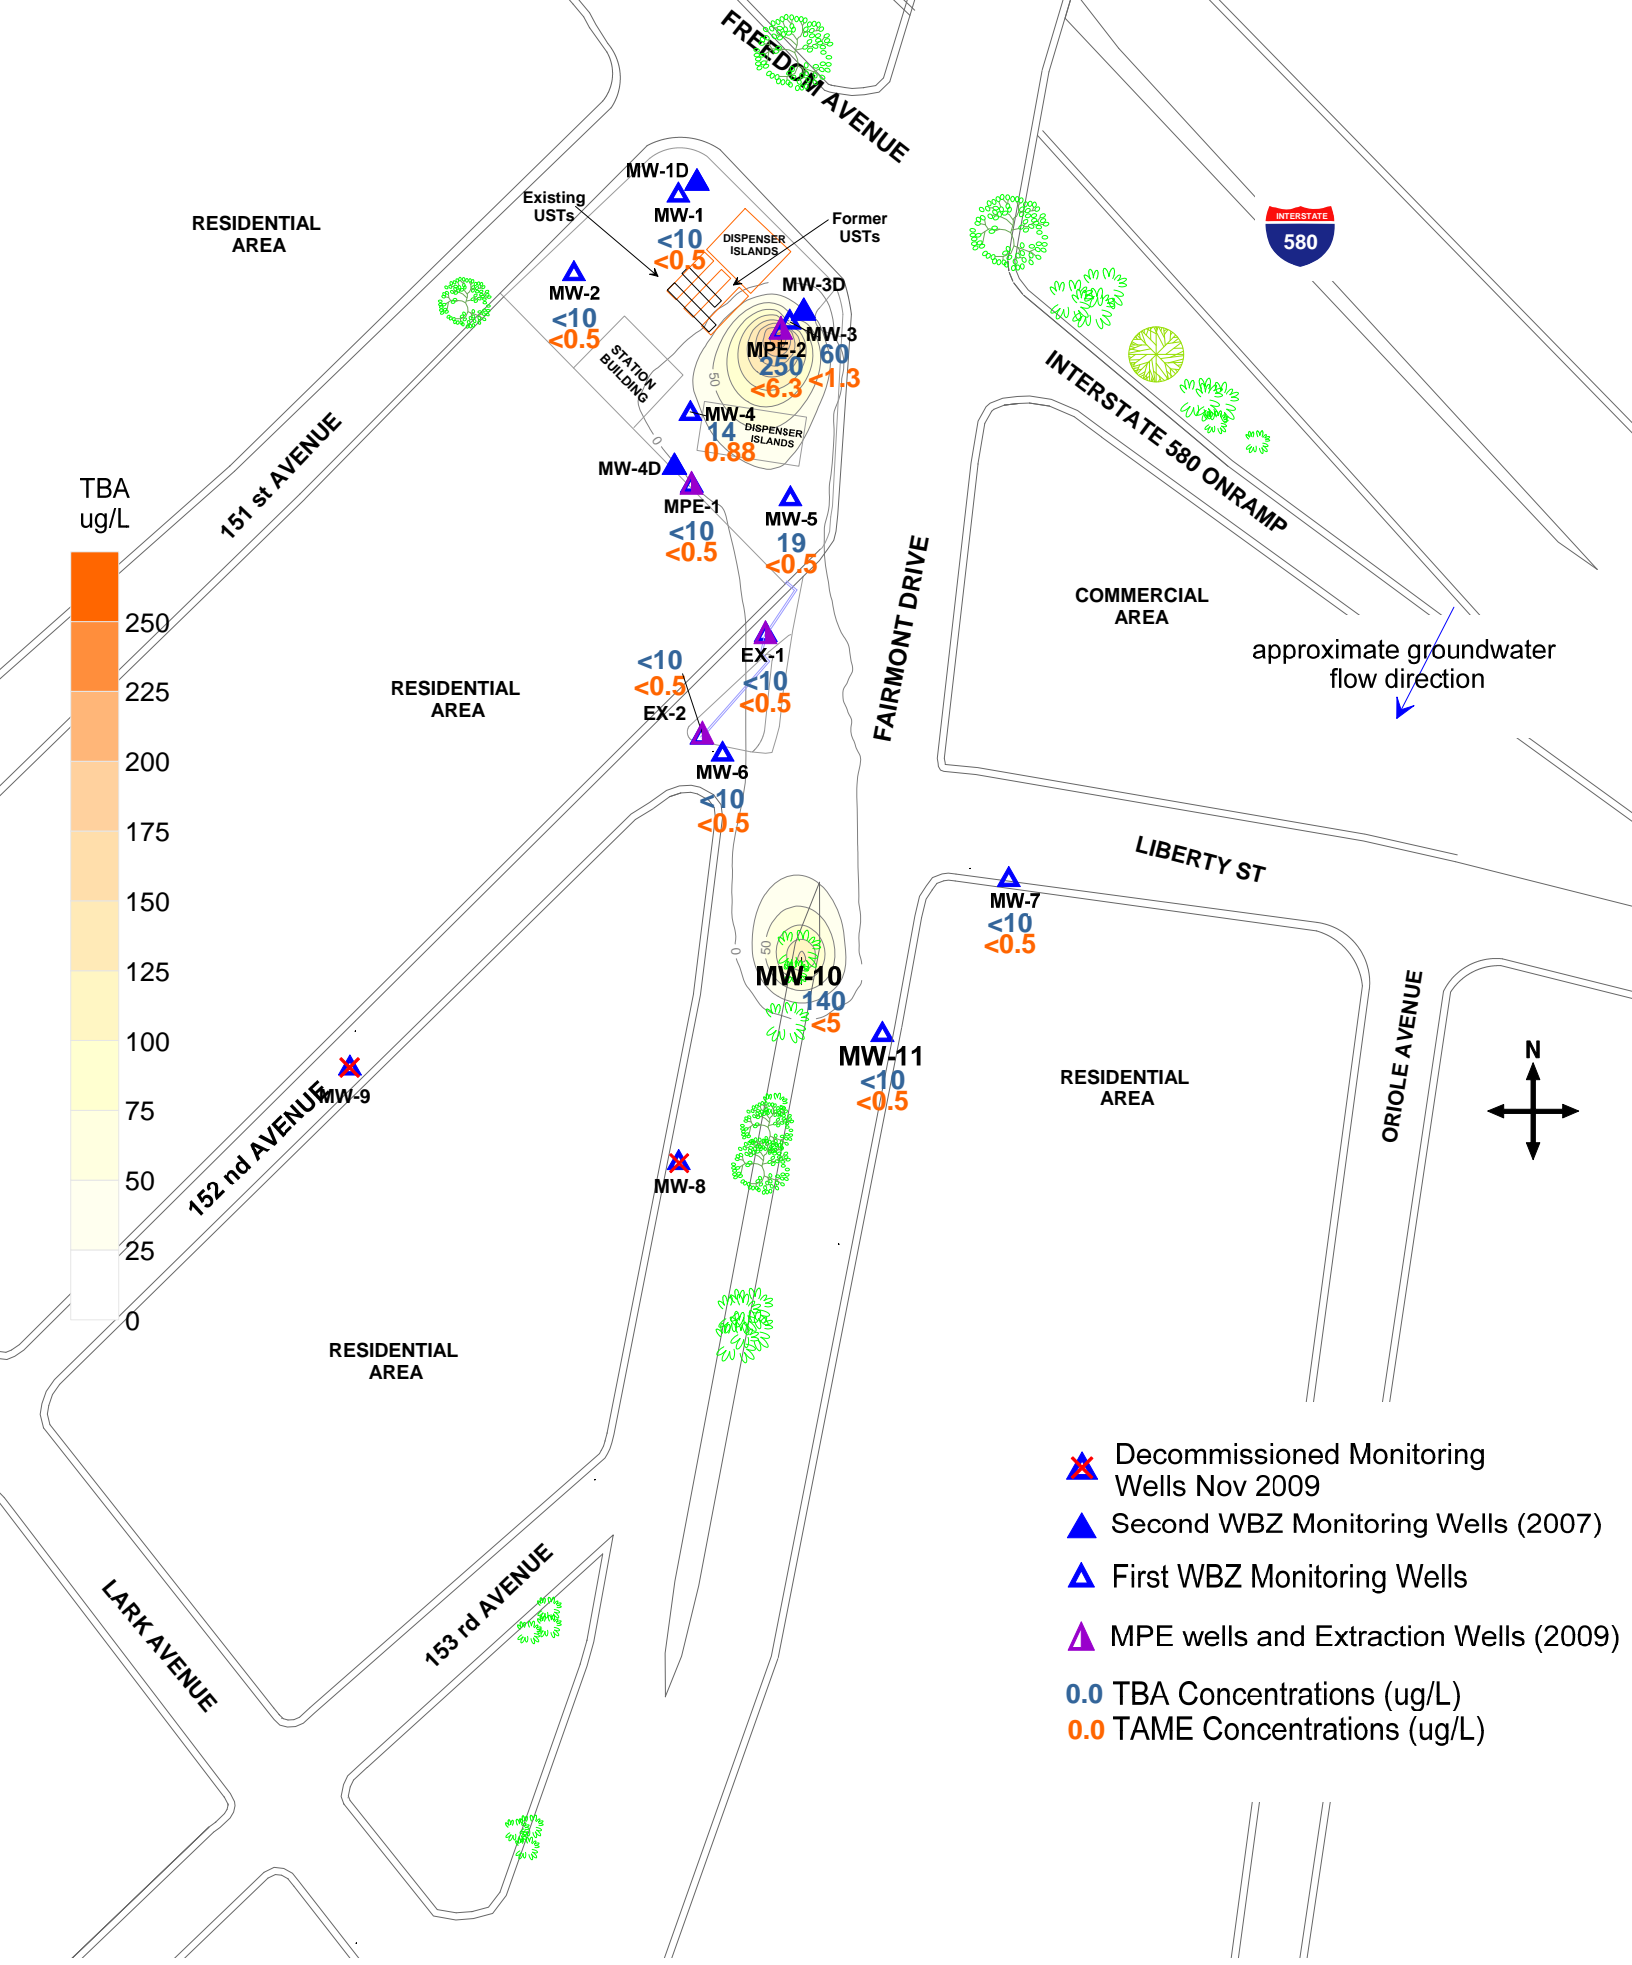 FREEDOM AVENUE
MW-1D
Existing
USTs
MW-1
<10
<0.5
Former
USTs
DISPENSER
ISLANDS
RESIDENTIAL
AREA
INTERSTATE
580
MW-2
<10
<0.5
MW-3D
MW-3
60
<1.3
MPE-2
250
<6.3
STATION
BUILDING
50
0
MW-4
14
0.88
DISPENSER
ISLANDS
INTERSTATE 580 ONRAMP
151 st AVENUE
MW-4D
MPE-1
<10
<0.5
MW-5
19
<0.5
TBA
ug/L
250
225
200
175
150
125
100
75
50
25
0
FAIRMONT DRIVE
COMMERCIAL
AREA
approximate groundwater
flow direction
RESIDENTIAL
AREA
EX-1
<10
<0.5
<10
<0.5
EX-2
MW-6
<10
<0.5
LIBERTY ST
MW-7
<10
<0.5
0
50
MW-10
140
<5
MW-11
<10
<0.5
ORIOLE AVENUE
N
RESIDENTIAL
AREA
MW-9
152 nd AVENUE
MW-8
RESIDENTIAL
AREA
LARK AVENUE
153 rd AVENUE
Decommissioned Monitoring
Wells Nov 2009
Second WBZ Monitoring Wells (2007)
First WBZ Monitoring Wells
MPE wells and Extraction Wells (2009)
0.0 TBA Concentrations (ug/L)
0.0 TAME Concentrations (ug/L)